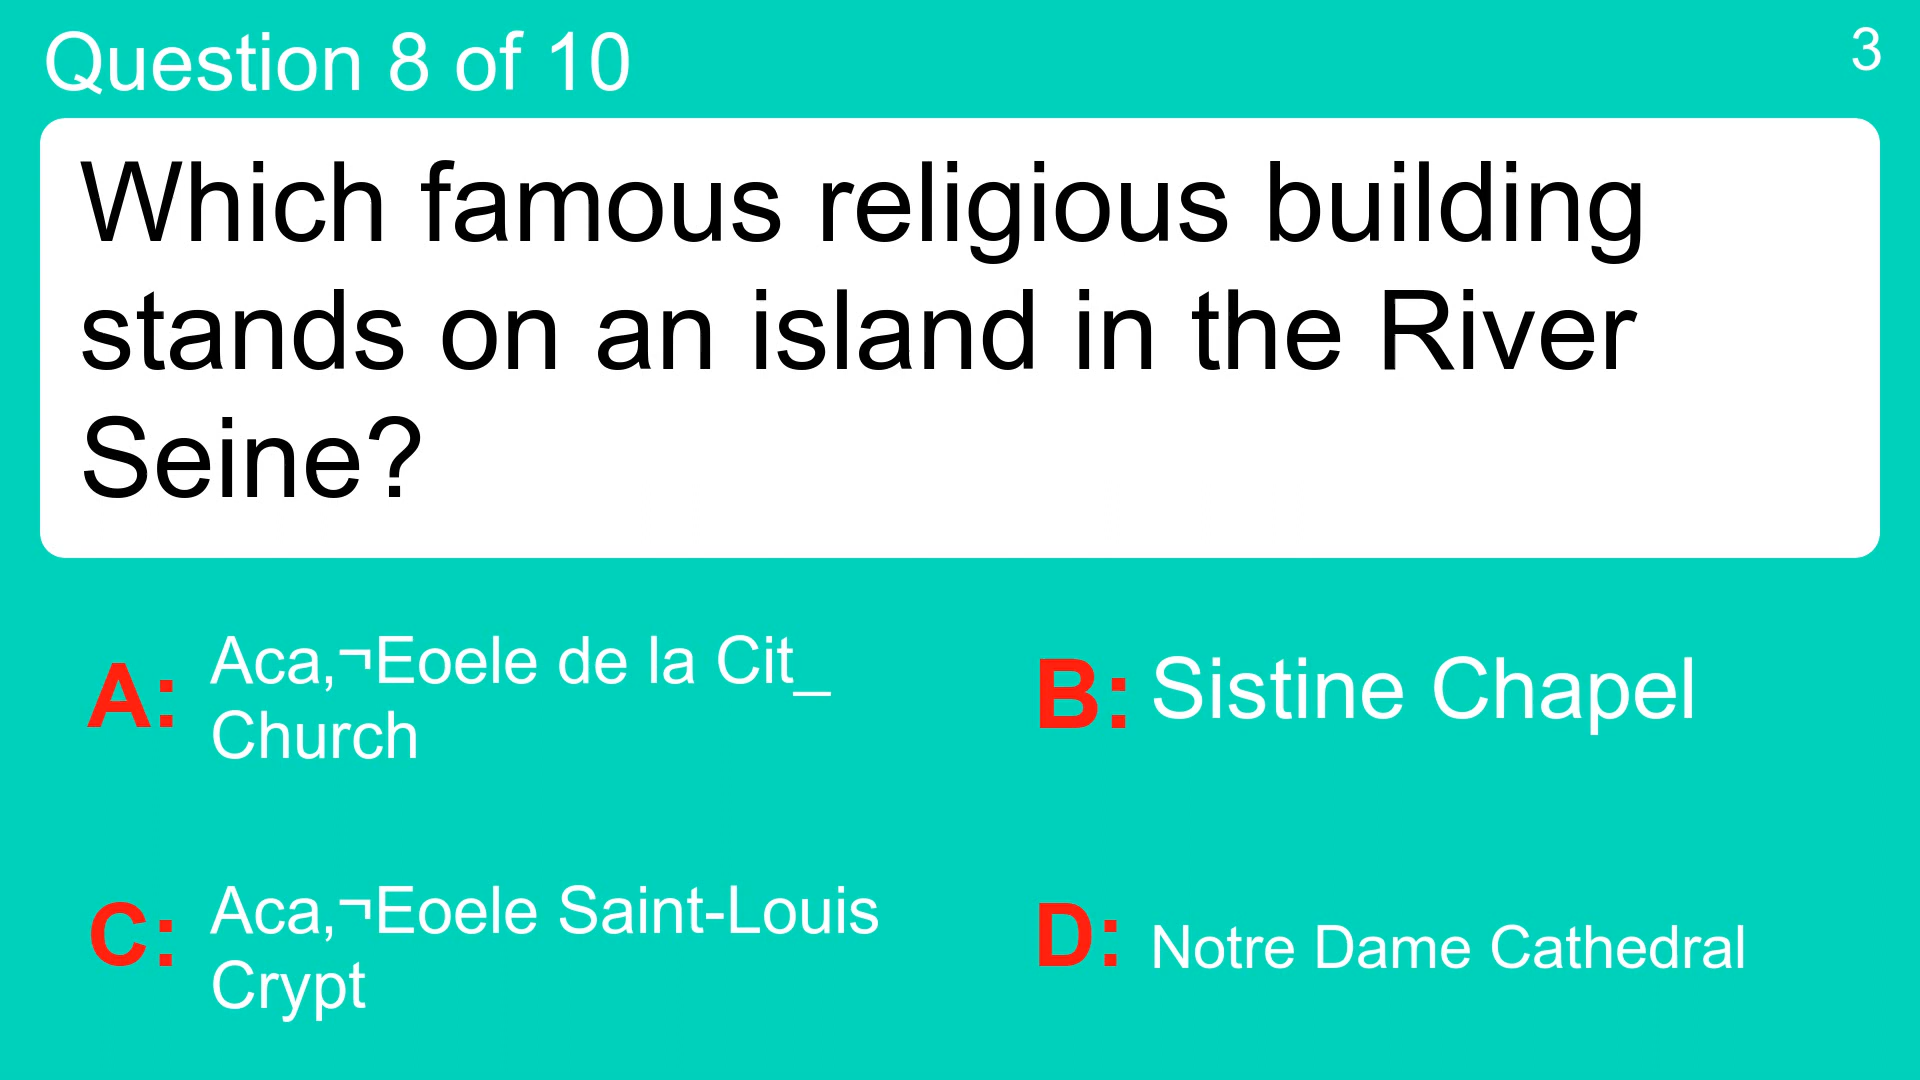 Question 8 of 10
3
Which famous religious building
stands on an island in the River
Seine?
A: Aca,¬Eoele de la Cit_
Church
B: Sistine Chapel
C: Aca,¬Eoele Saint-Louis
Crypt
D: Notre Dame Cathedral